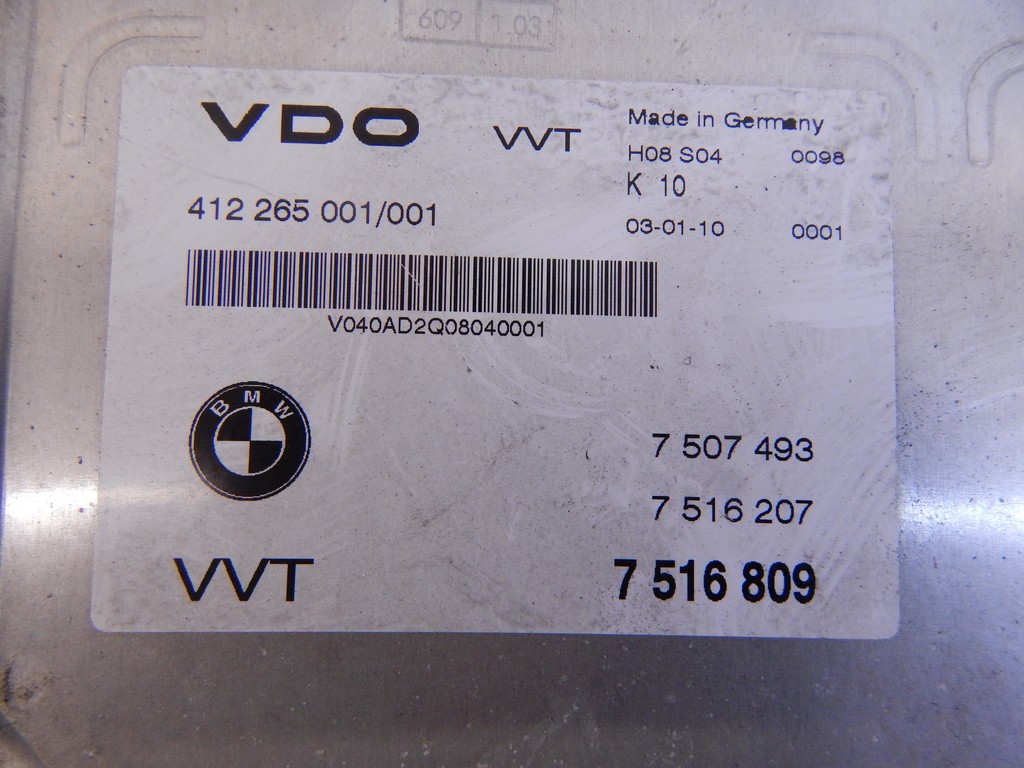 609 1.03
VDO VVT
Made in Germany
H08 S04 0098
K 10
412 265 001/001
03-01-10 0001
V040AD2Q08040001
BMW
7 507 493
7 516 207
VVT 7 516 809